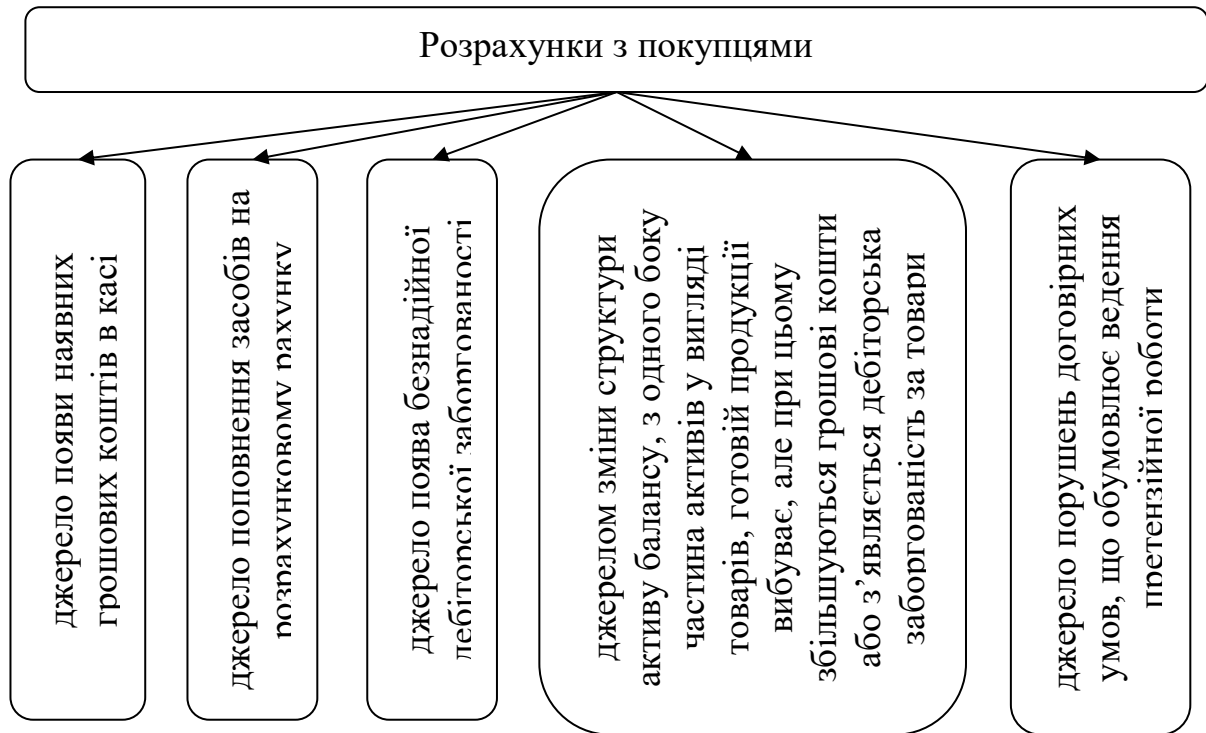 Розрахунки з покупцями
джерело появи наявних
грошових коштів в касі
джерело поповнення засобів на
розрахунковому рахунку
джерело поява безнадійної
дебіторської заборгованості
джерелом зміни структури
активу балансу, з одного боку
частина активів у вигляді
товарів, готовій продукції
вибуває, але при цьому
збільшуються грошові кошти
або з’являється дебіторська
заборгованість за товари
джерело порушень договірних
умов, що обумовлює ведення
претензійної роботи